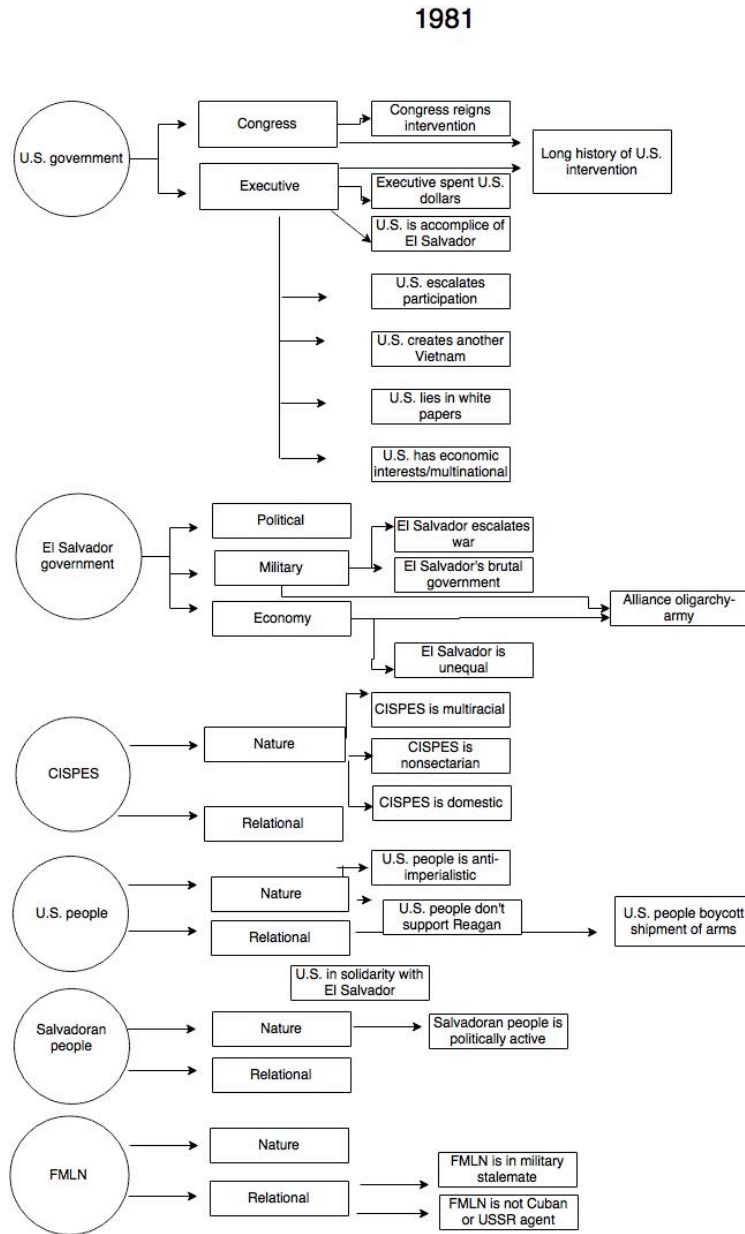 1981
U.S. government
Congress
Congress reigns
intervention
Long history of U.S.
intervention
Executive
Executive spent U.S.
dollars
U.S. is accomplice of
El Salvador
U.S. escalates
participation
U.S. creates another
Vietnam
U.S. lies in white
papers
U.S. has economic
interests/multinational
El Salvador
government
Political
El Salvador escalates
war
Military
El Salvador's brutal
government
Alliance oligarchy-
army
Economy
El Salvador is
unequal
CISPES
Nature
CISPES is multiracial
CISPES is
nonsectarian
CISPES is domestic
Relational
U.S. people
Nature
U.S. people is anti-
imperialistic
U.S. people don't
support Reagan
Relational
U.S. people boycott
shipment of arms
U.S. in solidarity with
El Salvador
Salvadoran
people
Nature
Salvadoran people is
politically active
Relational
FMLN
Nature
Relational
FMLN is in military
stalemate
FMLN is not Cuban
or USSR agent